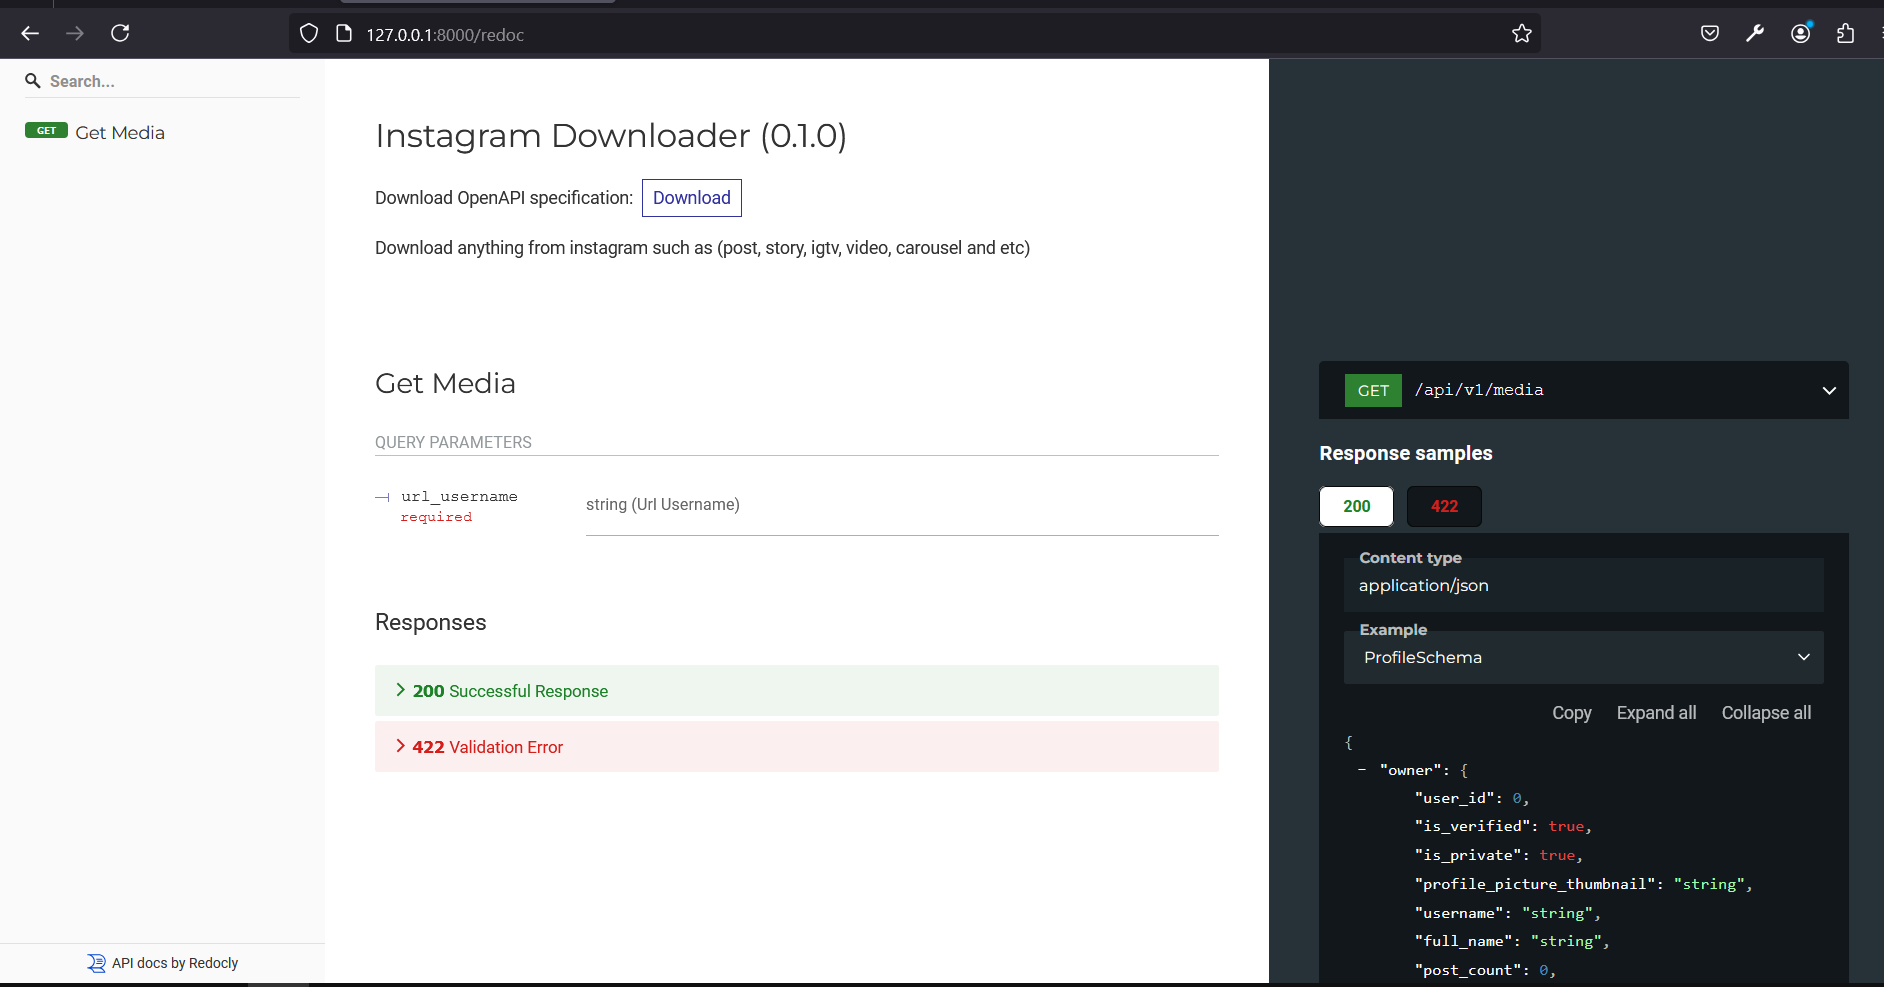 127.0.0.1:8000/redoc
Search...
GET Get Media
API docs by Redocly
Instagram Downloader (0.1.0)
Download OpenAPI specification: Download
Download anything from instagram such as (post, story, igtv, video, carousel and etc)
Get Media
QUERY PARAMETERS
url_username
required
string (Url Username)
Responses
200 Successful Response
422 Validation Error
GET /api/v1/media
Response samples
200 422
Content type
application/json
Example
ProfileSchema
Copy Expand all Collapse all
{
- "owner": {
"user_id": 0,
"is_verified": true,
"is_private": true,
"profile_picture_thumbnail": "string",
"username": "string",
"full_name": "string",
"post_count": 0,